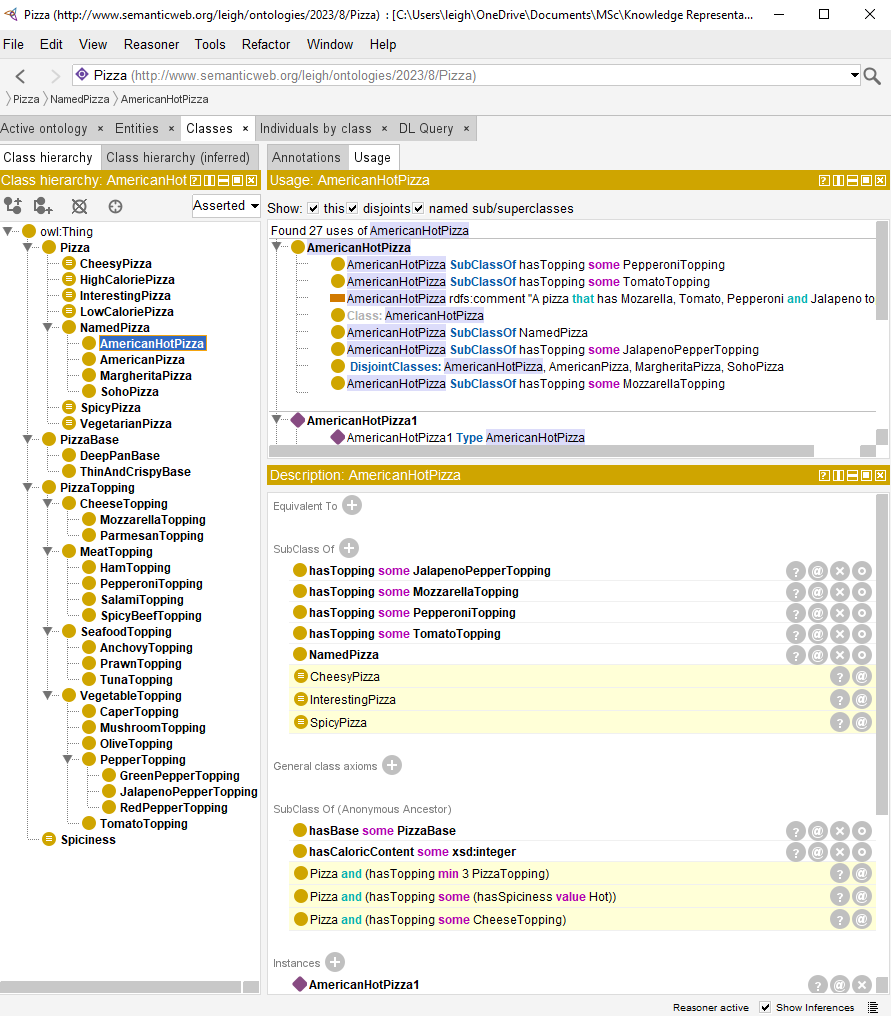 Pizza (http://www.semanticweb.org/leigh/ontologies/2023/8/Pizza) : [C:\Users\leigh\OneDrive\Documents\MSc\Knowledge Representa...
File Edit View Reasoner Tools Refactor Window Help
Pizza (http://www.semanticweb.org/leigh/ontologies/2023/8/Pizza)
Pizza NamedPizza AmericanHotPizza
Active ontology × Entities × Classes × Individuals by class × DL Query ×
Class hierarchy Class hierarchy (inferred)
Class hierarchy: AmericanHot
Asserted
owl:Thing
Pizza
CheesyPizza
HighCaloriePizza
InterestingPizza
LowCaloriePizza
NamedPizza
AmericanHotPizza
AmericanPizza
MargheritaPizza
SohoPizza
SpicyPizza
VegetarianPizza
PizzaBase
DeepPanBase
ThinAndCrispyBase
PizzaTopping
CheeseTopping
MozzarellaTopping
ParmesanTopping
MeatTopping
HamTopping
PepperoniTopping
SalamiTopping
SpicyBeefTopping
SeafoodTopping
AnchovyTopping
PrawnTopping
TunaTopping
VegetableTopping
CaperTopping
MushroomTopping
OliveTopping
PepperTopping
GreenPepperTopping
JalapenoPepperTopping
RedPepperTopping
TomatoTopping
Spiciness
Annotations Usage
Usage: AmericanHotPizza
Show: this disjoints named sub/superclasses
Found 27 uses of AmericanHotPizza
AmericanHotPizza
AmericanHotPizza SubClassOf hasTopping some PepperoniTopping
AmericanHotPizza SubClassOf hasTopping some TomatoTopping
AmericanHotPizza rdfs:comment "A pizza that has Mozarella, Tomato, Pepperoni and Jalapeno to
Class: AmericanHotPizza
AmericanHotPizza SubClassOf NamedPizza
AmericanHotPizza SubClassOf hasTopping some JalapenoPepperTopping
DisjointClasses: AmericanHotPizza, AmericanPizza, MargheritaPizza, SohoPizza
AmericanHotPizza SubClassOf hasTopping some MozzarellaTopping
AmericanHotPizza1
AmericanHotPizza1 Type AmericanHotPizza
Description: AmericanHotPizza
Equivalent To
SubClass Of
hasTopping some JalapenoPepperTopping
hasTopping some MozzarellaTopping
hasTopping some PepperoniTopping
hasTopping some TomatoTopping
NamedPizza
CheesyPizza
InterestingPizza
SpicyPizza
General class axioms
SubClass Of (Anonymous Ancestor)
hasBase some PizzaBase
hasCaloricContent some xsd:integer
Pizza and (hasTopping min 3 PizzaTopping)
Pizza and (hasTopping some (hasSpiciness value Hot))
Pizza and (hasTopping some CheeseTopping)
Instances
AmericanHotPizza1
Reasoner active Show Inferences